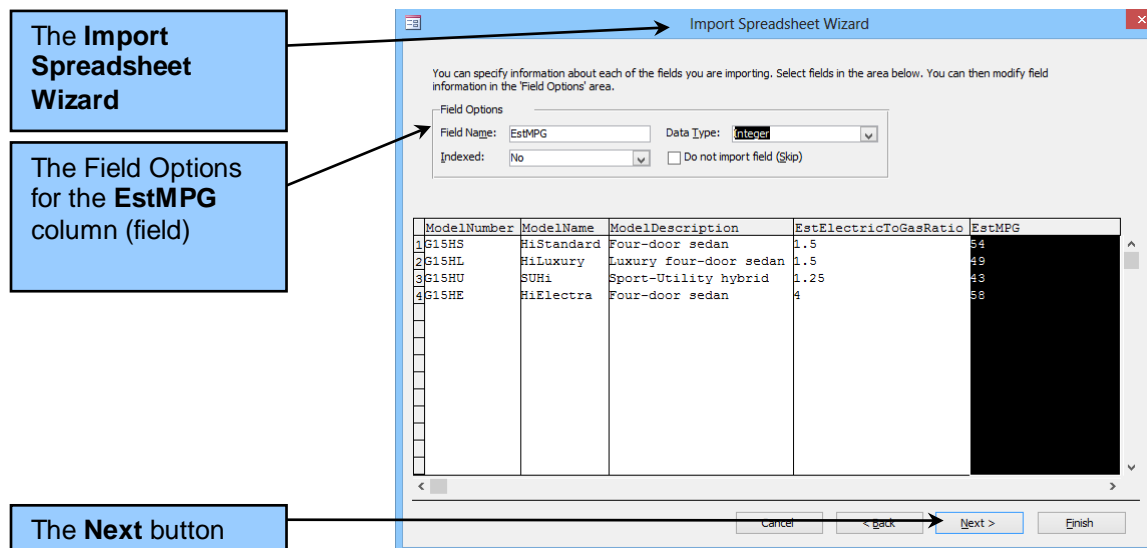 The Import
Spreadsheet
Wizard
The Field Options
for the EstMPG
column (field)
The Next button
Import Spreadsheet Wizard
You can specify information about each of the fields you are importing. Select fields in the area below. You can then modify field
information in the 'Field Options' area.
Field Options
Field Name: EstMPG Data Type: Integer
Indexed: No Do not import field (Skip)
ModelNumber ModelName ModelDescription EstElectricToGasRatio EstMPG
1 G15HS HiStandard Four-door sedan 1.5 54
2 G15HL HiLuxury Luxury four-door sedan 1.5 49
3 G15HU SUHi Sport-Utility hybrid 1.25 43
4 G15HE HiElectra Four-door sedan 4 58
Cancel < Back Next > Finish